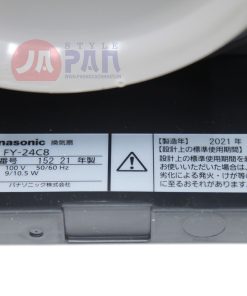 STYLE
JAPAN
Panasonic 換気扇
FY-24C8
番号 152 21 年製
100 V 50/60 Hz
9/10.5 W
パナソニック株式会社
【製造年】 2021 年
【設計上の標準使用期間】
設計上の標準使用期間を
お使いいただいた場合は、
劣化による発火・けが等の
に至るおそれがあります